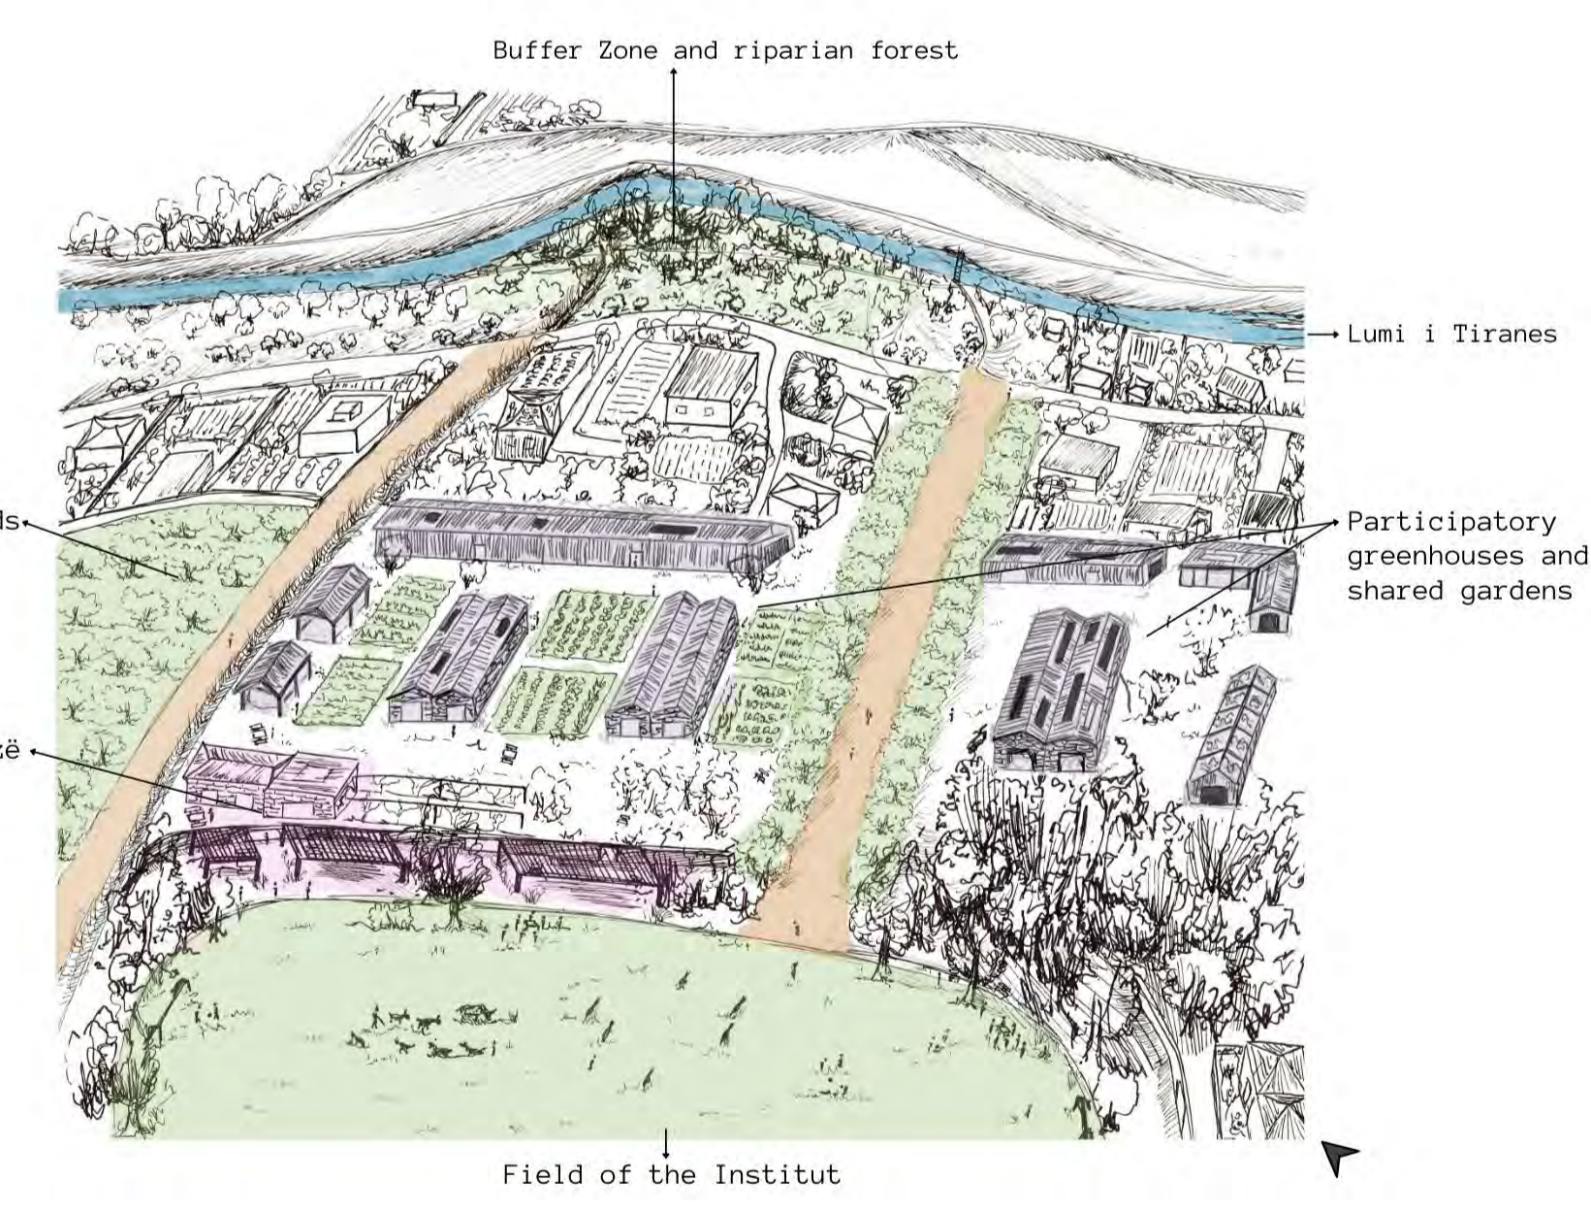 Buffer Zone and riparian forest
Lumi i Tiranes
Participatory
greenhouses and
shared gardens
Field of the Institut